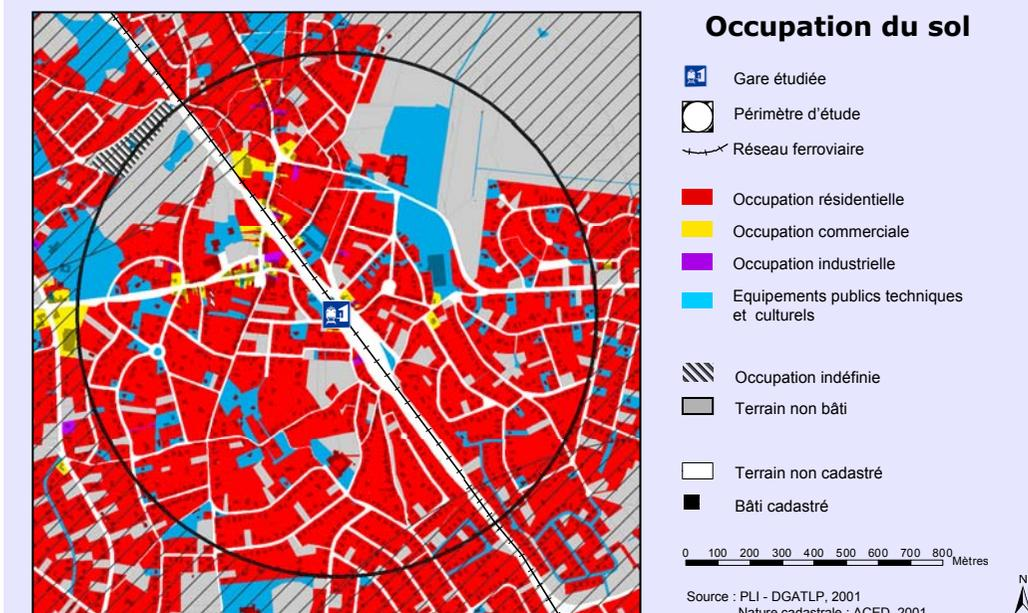 Occupation du sol
Gare étudiée
Périmètre d'étude
Réseau ferroviaire
Occupation résidentielle
Occupation commerciale
Occupation industrielle
Equipements publics techniques
et culturels
Occupation indéfinie
Terrain non bâti
Terrain non cadastré
Bâti cadastré
0 100 200 300 400 500 600 700 800 Mètres
N
Source : PLI - DGATLP, 2001
Nature cadastrale : ACED, 2001